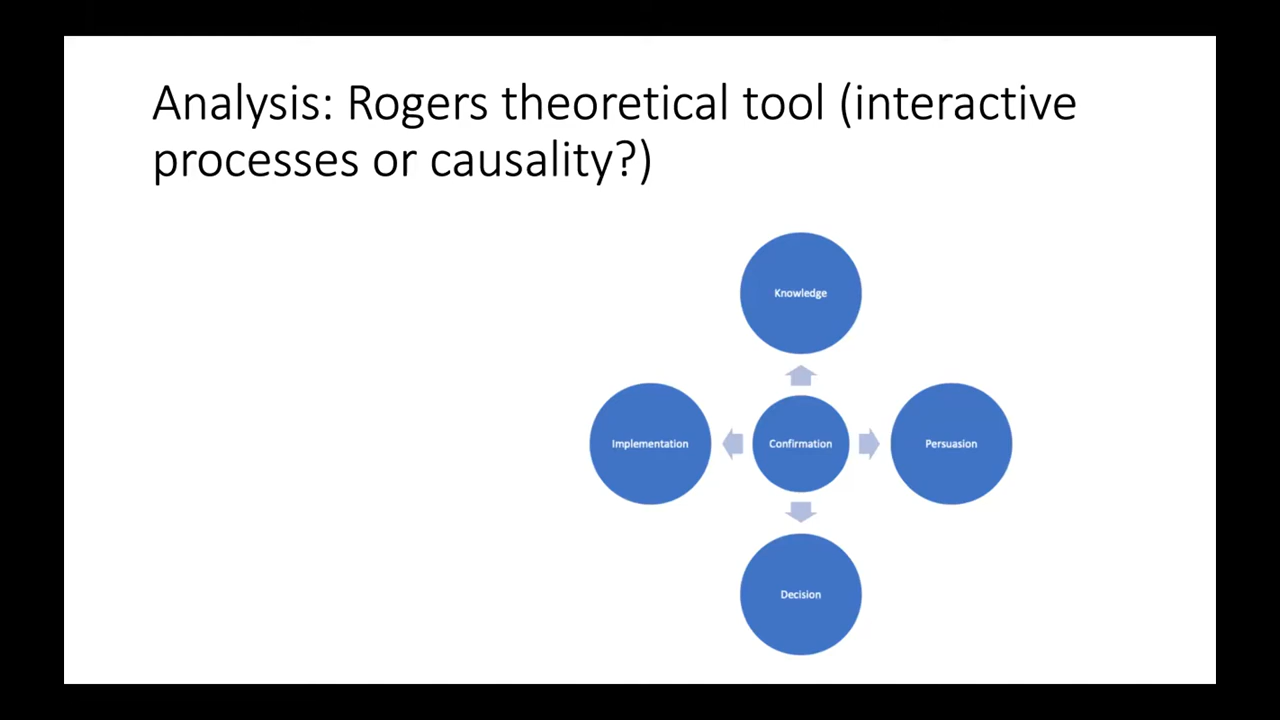 Analysis: Rogers theoretical tool (interactive
processes or causality?)
Knowledge
Implementation
Confirmation
Persuasion
Decision